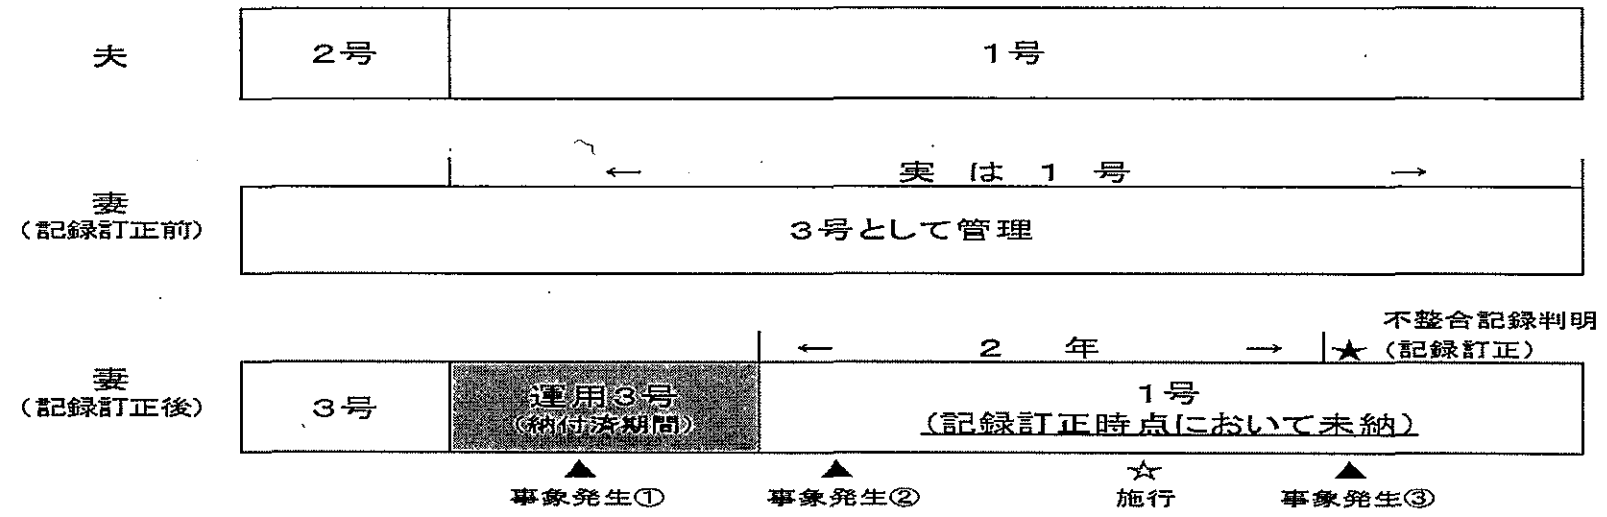 夫
2号
1号
← 実は1号 →
妻
(記録訂正前)
3号として管理
不整合記録判明
← 2年 → ★(記録訂正)
妻
(記録訂正後)
3号
運用3号
(納付済期間)
1号
(記録訂正時点において未納)
▲ ▲ ☆ ▲
事象発生① 事象発生② 施行 事象発生③